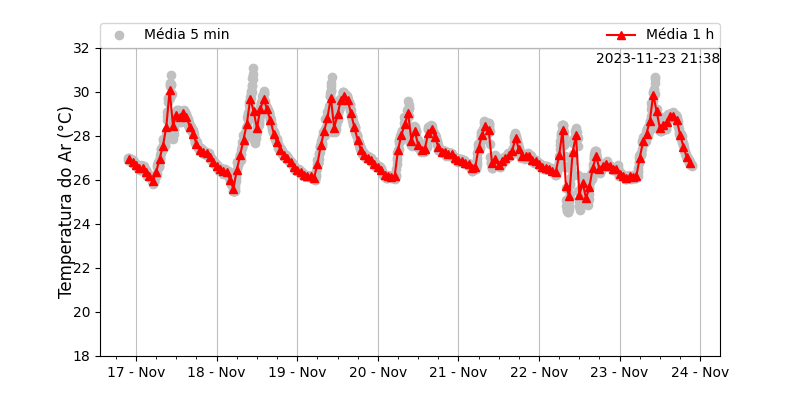 Média 5 min
Média 1 h
2023-11-23 21:38
Temperatura do Ar (°C)
32
30
28
26
24
22
20
18
17 - Nov
18 - Nov
19 - Nov
20 - Nov
21 - Nov
22 - Nov
23 - Nov
24 - Nov